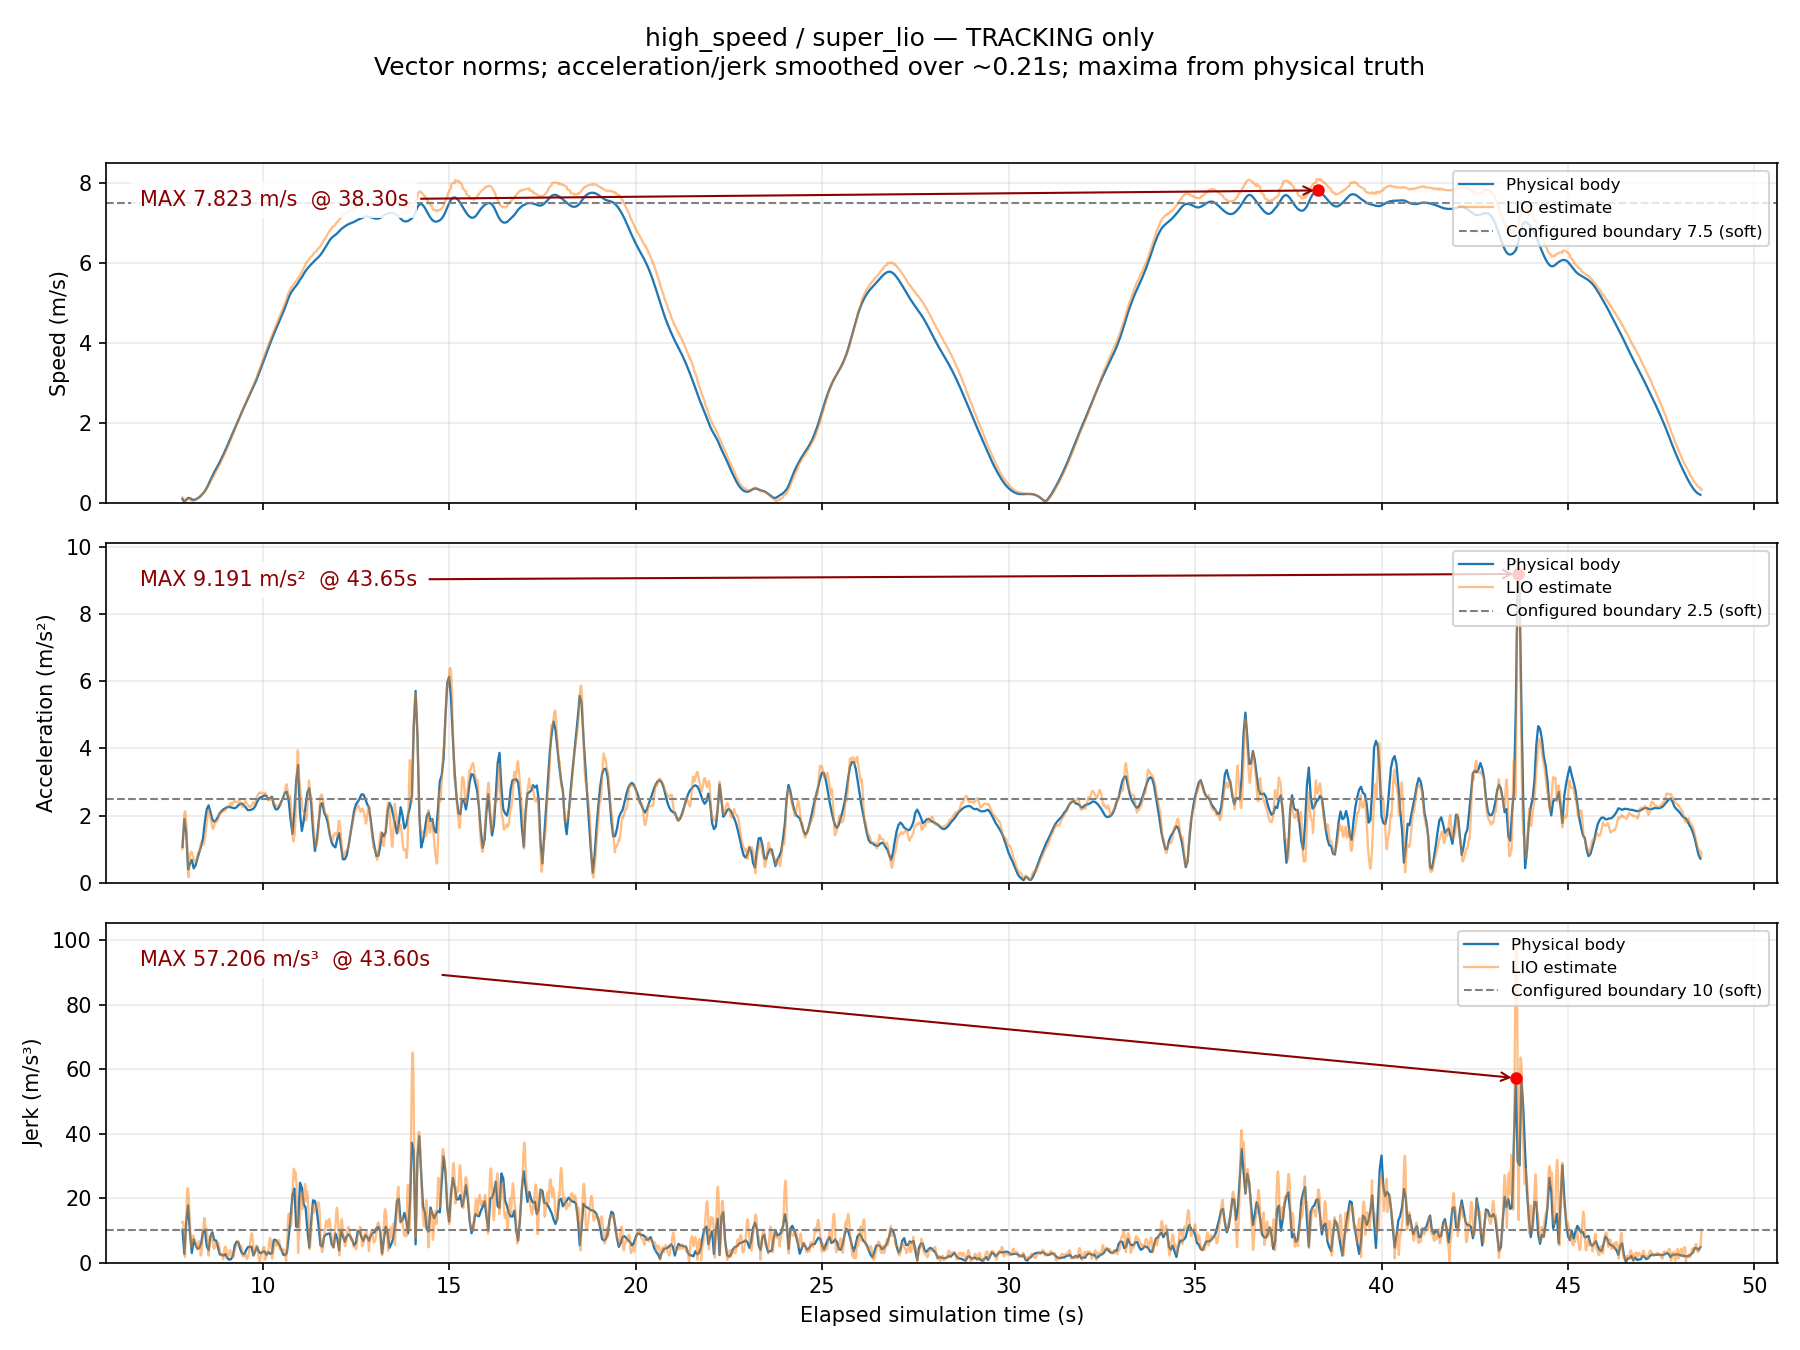 high_speed / super_lio — TRACKING only
Vector norms; acceleration/jerk smoothed over ~0.21s; maxima from physical truth
Speed (m/s)
8
6
4
2
0
MAX 7.823 m/s  @ 38.30s
Physical body
LIO estimate
Configured boundary 7.5 (soft)
Acceleration (m/s²)
10
8
6
4
2
0
MAX 9.191 m/s²  @ 43.65s
Physical body
LIO estimate
Configured boundary 2.5 (soft)
Jerk (m/s³)
100
80
60
40
20
0
MAX 57.206 m/s³  @ 43.60s
Physical body
LIO estimate
Configured boundary 10 (soft)
10 15 20 25 30 35 40 45 50
Elapsed simulation time (s)